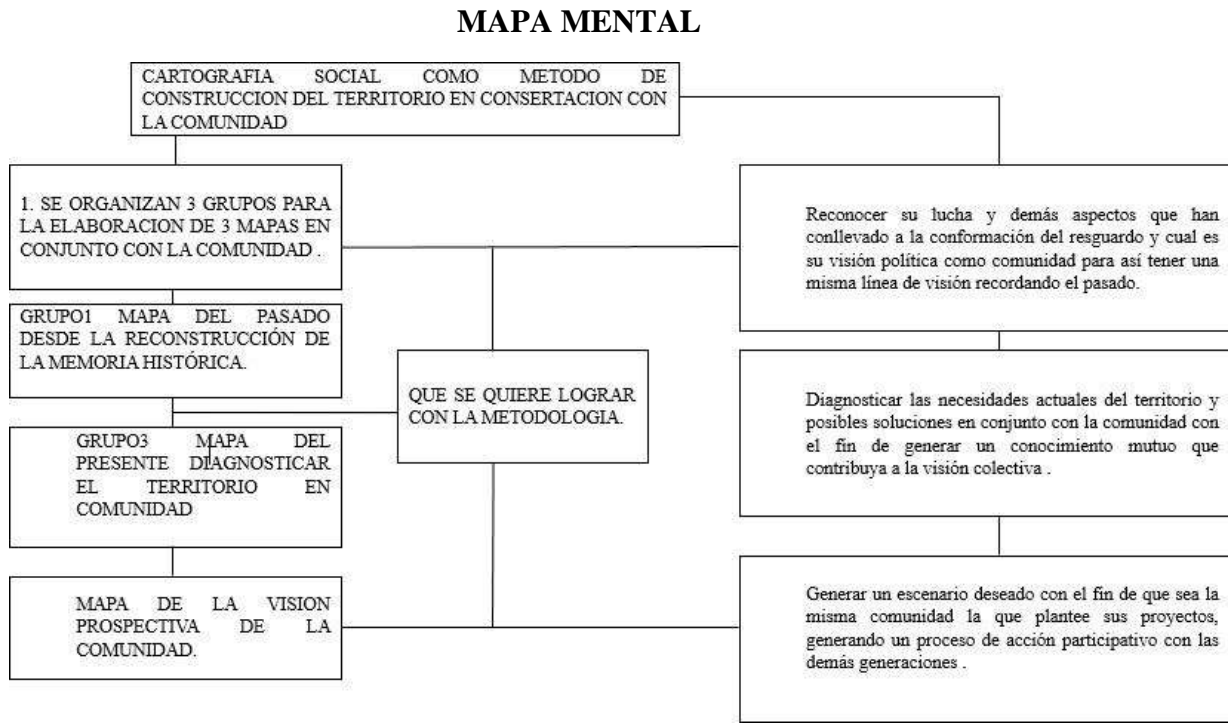 MAPA MENTAL
CARTOGRAFIA SOCIAL COMO METODO DE
CONSTRUCCION DEL TERRITORIO EN CONSERTACION CON
LA COMUNIDAD
1. SE ORGANIZAN 3 GRUPOS PARA
LA ELABORACION DE 3 MAPAS EN
CONJUNTO CON LA COMUNIDAD .
GRUPO1 MAPA DEL PASADO
DESDE LA RECONSTRUCCIÓN DE
LA MEMORIA HISTÓRICA.
GRUPO3 MAPA DEL
PRESENTE DIAGNOSTICAR
EL TERRITORIO EN
COMUNIDAD
MAPA DE LA VISION
PROSPECTIVA DE LA
COMUNIDAD.
QUE SE QUIERE LOGRAR
CON LA METODOLOGIA.
Reconocer su lucha y demás aspectos que han
conllevado a la conformación del resguardo y cual es
su visión política como comunidad para así tener una
misma línea de visión recordando el pasado.
Diagnosticar las necesidades actuales del territorio y
posibles soluciones en conjunto con la comunidad con
el fin de generar un conocimiento mutuo que
contribuya a la visión colectiva .
Generar un escenario deseado con el fin de que sea la
misma comunidad la que plantee sus proyectos,
generando un proceso de acción participativo con las
demás generaciones .